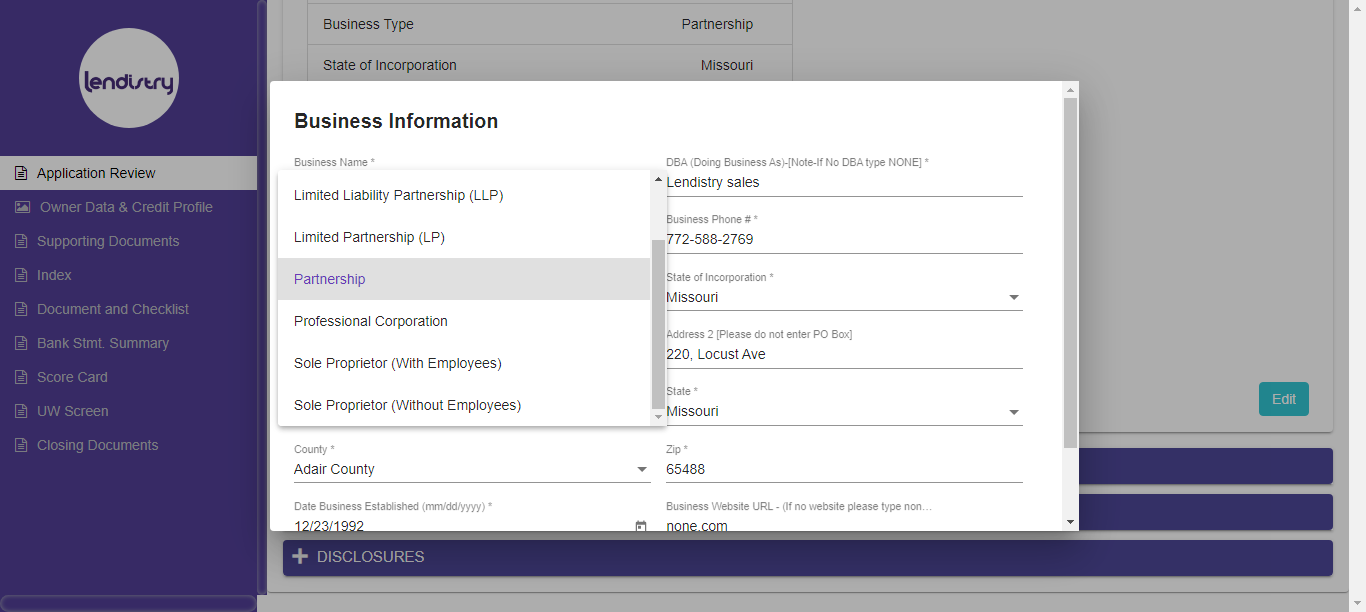 lendistry
Application Review
Owner Data & Credit Profile
Supporting Documents
Index
Document and Checklist
Bank Stmt. Summary
Score Card
UW Screen
Closing Documents
Business Type Partnership
State of Incorporation Missouri
Business Information
Business Name *
Limited Liability Partnership (LLP)
Limited Partnership (LP)
Partnership
Professional Corporation
Sole Proprietor (With Employees)
Sole Proprietor (Without Employees)
DBA (Doing Business As)-[Note-If No DBA type NONE] *
Lendistry sales
Business Phone # *
772-588-2769
State of Incorporation *
Missouri
Address 2 [Please do not enter PO Box]
220, Locust Ave
State *
Missouri
County *
Adair County
Zip *
65488
Date Business Established (mm/dd/yyyy) *
12/23/1992
Business Website URL - (If no website please type non...
none.com
Edit
DISCLOSURES